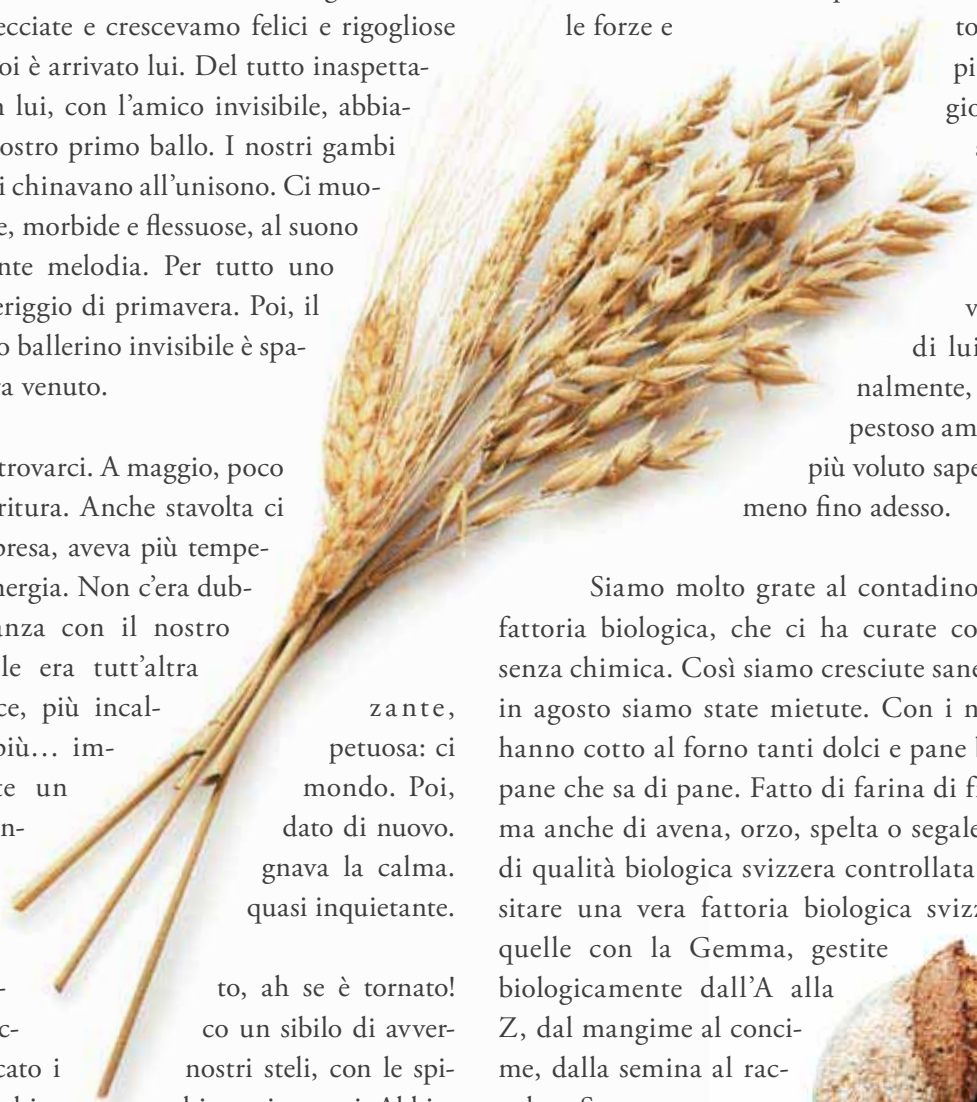 ecciate e crescevamo felici e rigogliose
oi è arrivato lui. Del tutto inaspetta-
n lui, con l’amico invisibile, abbia-
ostro primo ballo. I nostri gambi
i chinavano all’unisono. Ci muo-
e, morbide e flessuose, al suono
nte melodia. Per tutto uno
eriggio di primavera. Poi, il
o ballerino invisibile è spa-
ra venuto.
trovarci. A maggio, poco
ritura. Anche stavolta ci
presa, aveva più tempe-
nergia. Non c’era dub-
anza con il nostro
le era tutt’altra
ce, più incal- zante,
più… im- petuosa: ci
te un mondo. Poi,
n- dato di nuovo.
gnava la calma.
quasi inquietante.
- to, ah se è tornato!
c- co un sibilo di avver-
cato i nostri steli, con le spi-
le forze e to
pi
gio
v
di lui
nalmente,
pestoso am
più voluto sape
meno fino adesso.
Siamo molto grate al contadino
fattoria biologica, che ci ha curate co
senza chimica. Così siamo cresciute sane
in agosto siamo state mietute. Con i n
hanno cotto al forno tanti dolci e pane b
pane che sa di pane. Fatto di farina di f
ma anche di avena, orzo, spelta o segale
di qualità biologica svizzera controllata
sitare una vera fattoria biologica svizz
quelle con la Gemma, gestite
biologicamente dall’A alla
Z, dal mangime al conci-
me, dalla semina al rac-